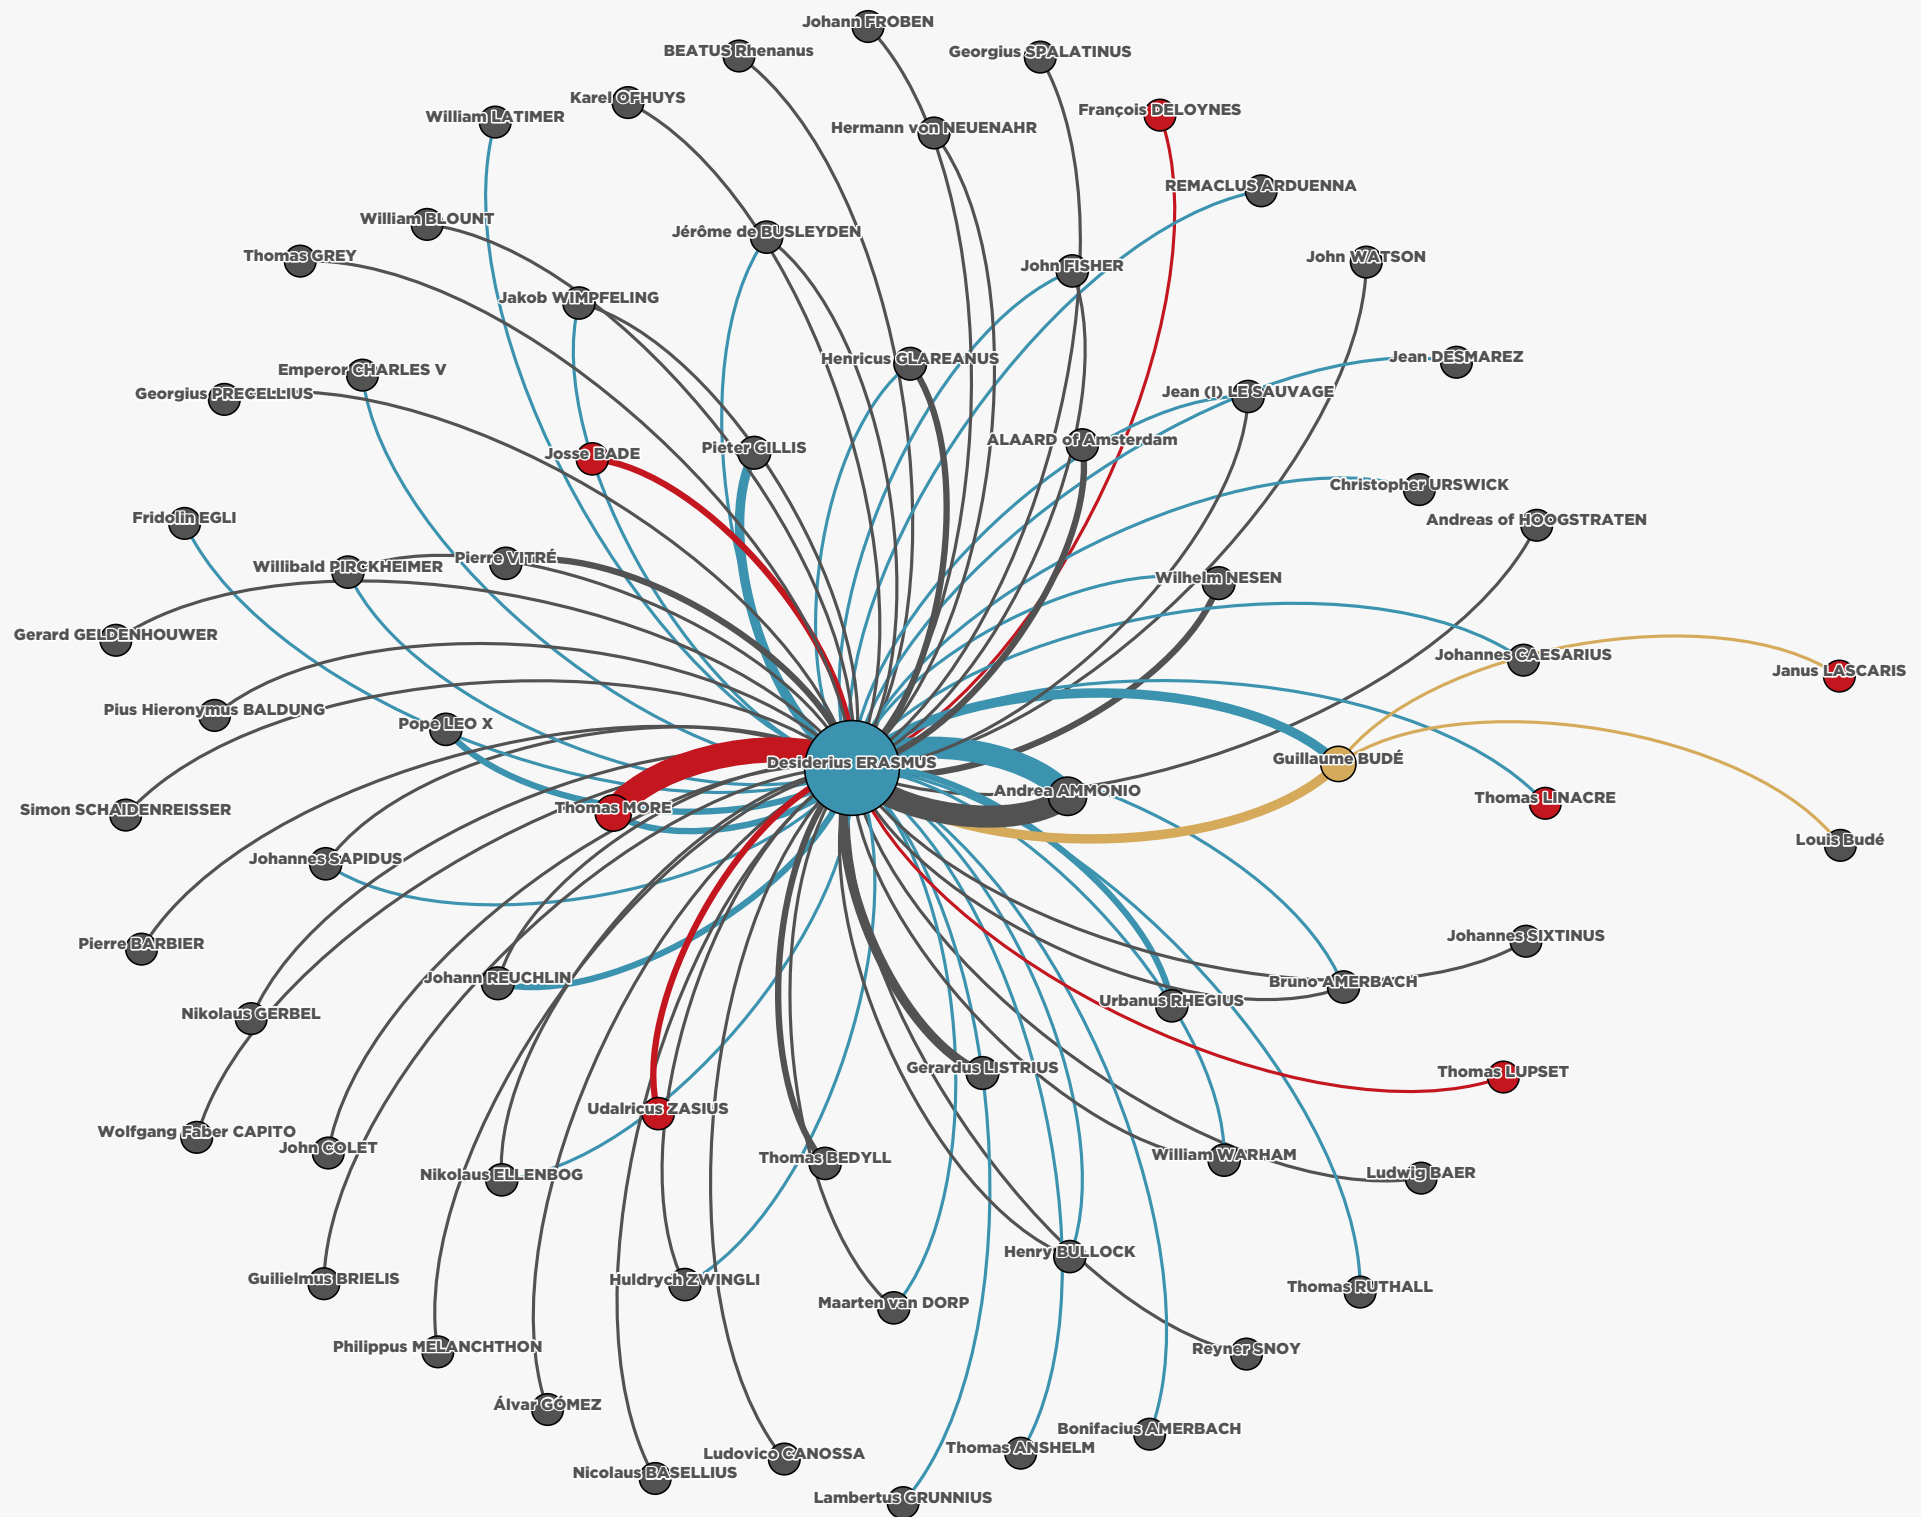 Johann FROBEN
BEATUS Rhenanus
Georgius SPALATINUS
Karel OFHUYS
François DELOYNES
William LATIMER
Hermann von NEUENAHR
REMACLUS ARDUENNA
William BLOUNT
Jérôme de BUSLEYDEN
Thomas GREY
John FISHER
John WATSON
Jakob WIMPFELING
Henricus GLAREANUS
Jean DESMAREZ
Emperor CHARLES V
Georgius PRECELLIUS
Jean (I) LE SAUVAGE
ALAARD of Amsterdam
Pieter GILLIS
Josse BADE
Christopher URSWICK
Fridolin EGLI
Andreas of HOOGSTRATEN
Pierre VITRÉ
Willibald PIRCKHEIMER
Wilhelm NESEN
Gerard GELDENHOUWER
Johannes CAESARIUS
Janus LASCARIS
Pius Hieronymus BALDUNG
Pope LEO X
Guillaume BUDÉ
Desiderius ERASMUS
Andrea AMMONIO
Thomas LINACRE
Thomas MORE
Simon SCHAIDENREISSER
Louis Budé
Johannes SAPIDUS
Johannes SIXTINUS
Pierre BARBIER
Johann REUCHLIN
Bruno AMERBACH
Urbanus RHEGIUS
Nikolaus GERBEL
Gerardus LISTRIUS
Thomas LUPSET
Udalricus ZASIUS
Wolfgang Faber CAPITO
John COLET
William WARHAM
Thomas BEDYLL
Ludwig BAER
Nikolaus ELLENBOG
Henry BULLOCK
Guilielmus BRIELIS
Huldrych ZWINGLI
Thomas RUTHALL
Maarten van DORP
Philippus MELANCHTHON
Reyner SNOY
Álvar GÓMEZ
Bonifacius AMERBACH
Thomas ANSHELM
Ludovico CANOSSA
Nicolaus BASELLIUS
Lambertus GRUNNIUS